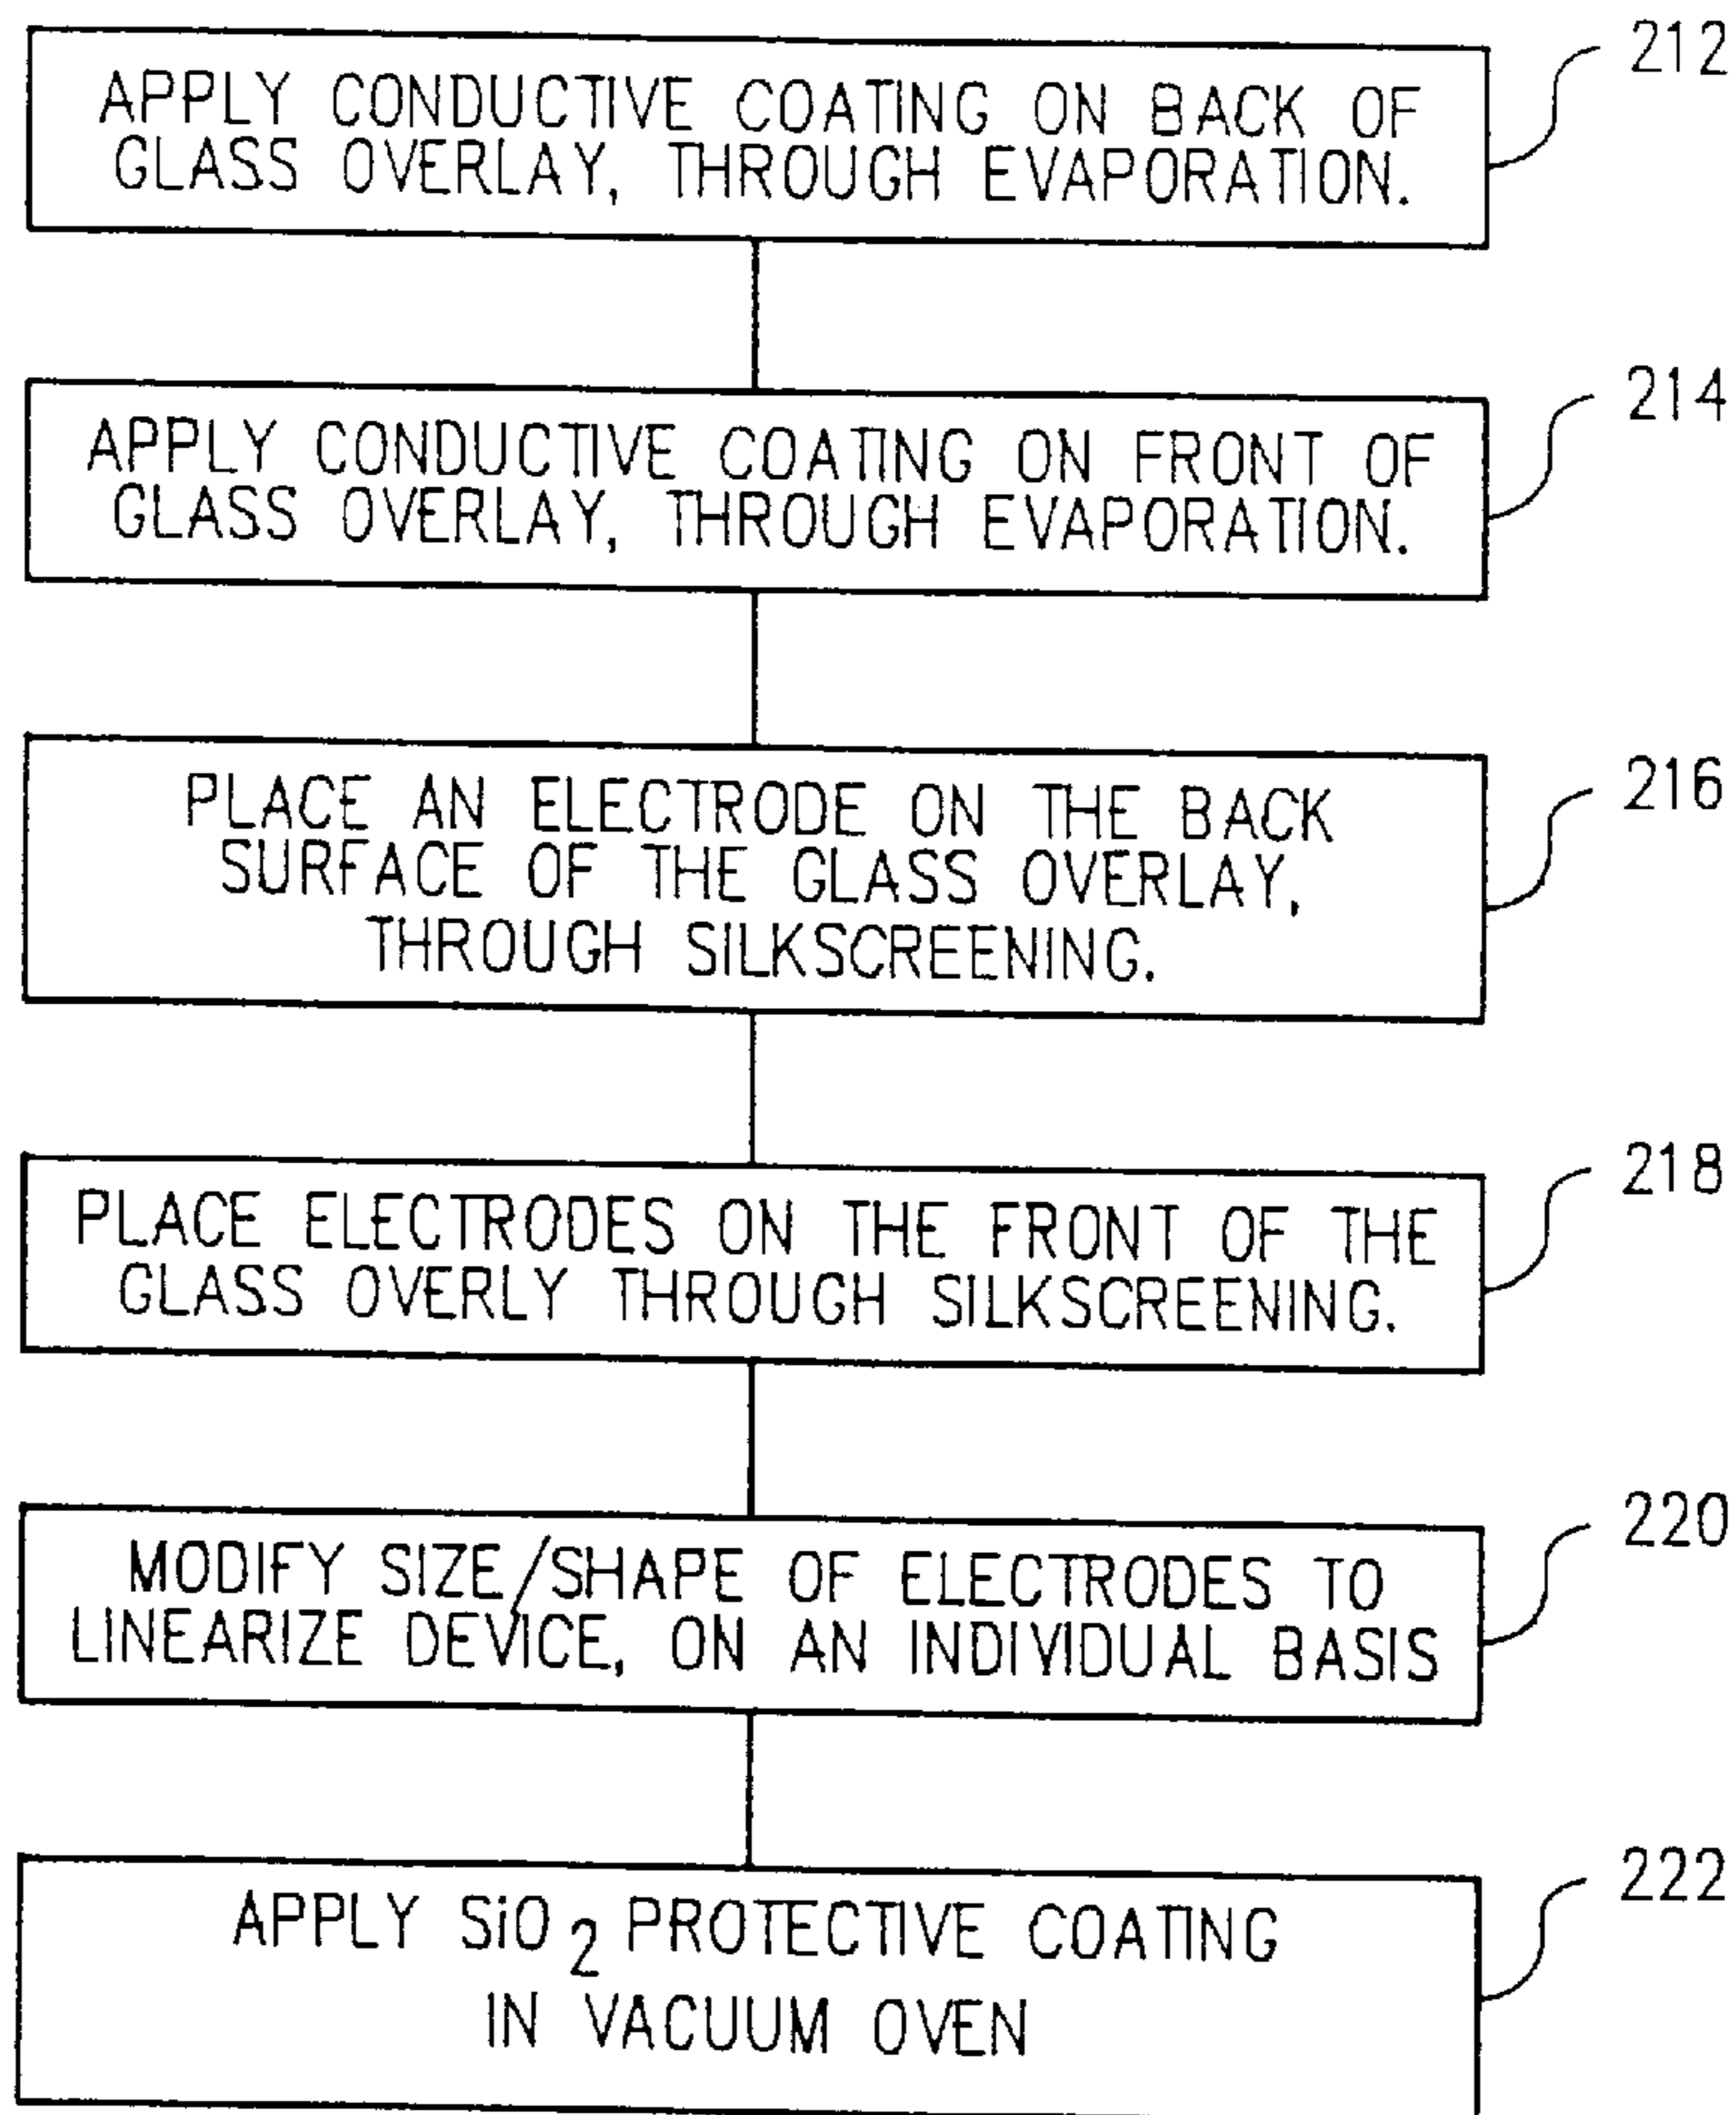 APPLY CONDUCTIVE COATING ON BACK OF
GLASS OVERLAY, THROUGH EVAPORATION.
212
APPLY CONDUCTIVE COATING ON FRONT OF
GLASS OVERLAY, THROUGH EVAPORATION.
214
PLACE AN ELECTRODE ON THE BACK
SURFACE OF THE GLASS OVERLAY,
THROUGH SILKSCREENING.
216
PLACE ELECTRODES ON THE FRONT OF THE
GLASS OVERLY THROUGH SILKSCREENING.
218
MODIFY SIZE/SHAPE OF ELECTRODES TO
LINEARIZE DEVICE, ON AN INDIVIDUAL BASIS
220
APPLY SiO2 PROTECTIVE COATING
IN VACUUM OVEN
222